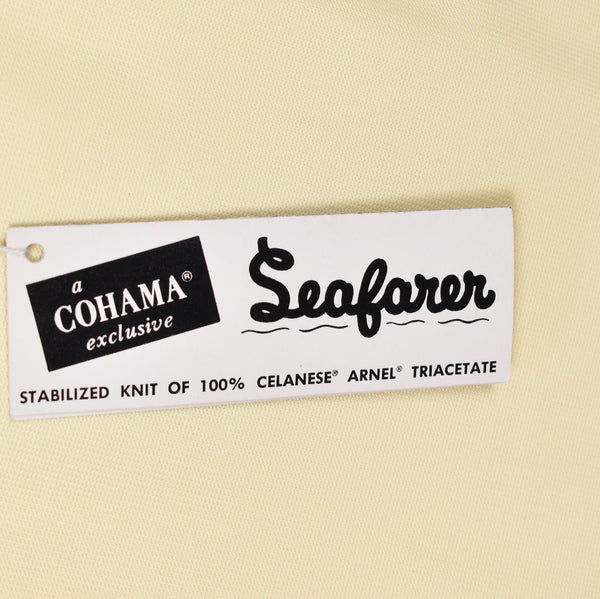 a
COHAMA®
exclusive
Seafarer
STABILIZED KNIT OF 100% CELANESE® ARNEL® TRIACETATE